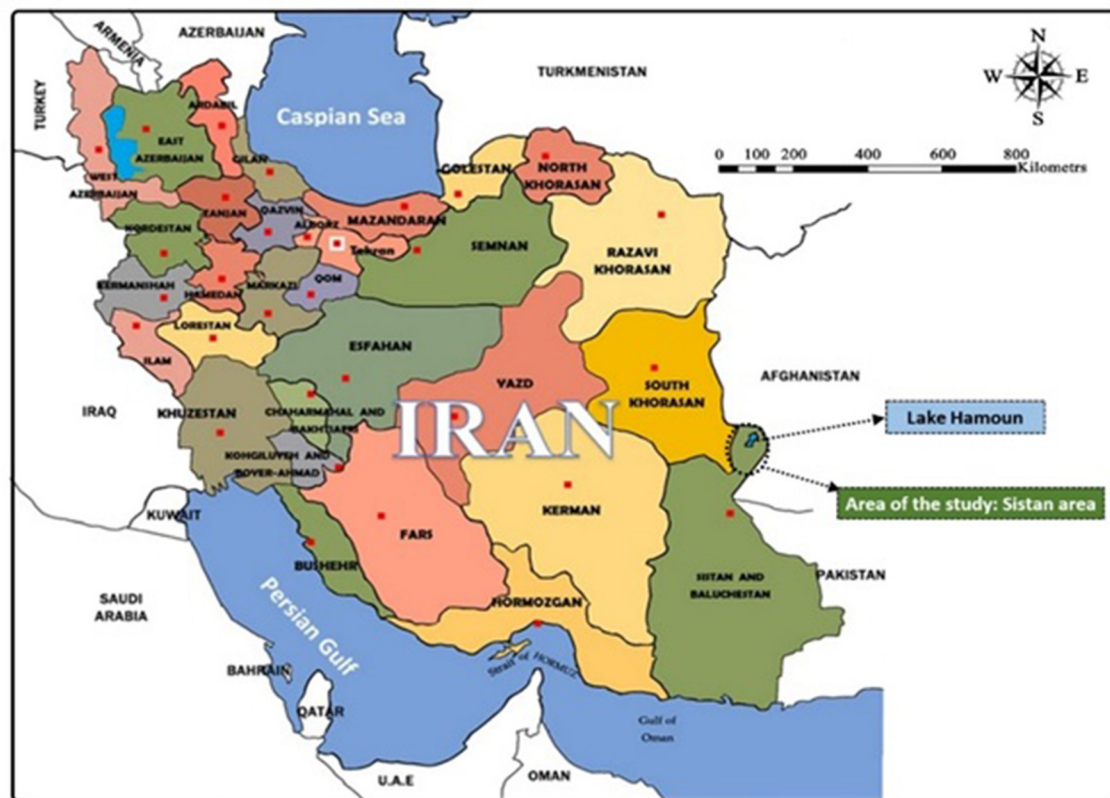 ARMENIA
AZERBAIJAN
TURKEY
TURKMENISTAN
N
W
E
S
Caspian Sea
0 100 200 400 600 800
Kilometrs
ARDABIL
EAST
AZERBAIJAN
GILAN
WEST
AZERBAIJAN
GOLESTAN
NORTH
KHORASAN
ZANJAN
QAZVIN
ALBORZ
MAZANDARAN
Tehran
SEMNAN
RAZAVI
KHORASAN
KORDESTAN
KERMANSHAH
HAMEDAN
MARKAZI
QOM
LORESTAN
ILAM
ESFAHAN
YAZD
SOUTH
KHORASAN
AFGHANISTAN
IRAQ
KHUZESTAN
CHAHARMAHAL AND
BAKHTIARI
IRAN
Lake Hamoun
KOHGILUYEH AND
BOYER-AHMAD
Area of the study: Sistan area
KUWAIT
FARS
KERMAN
BUSHEHR
SISTAN AND
BALUCHESTAN
PAKISTAN
SAUDI
ARABIA
Persian Gulf
HORMOZGAN
Strait of HORMUZ
BAHRAIN
QATAR
Gulf of
Oman
U.A.E
OMAN